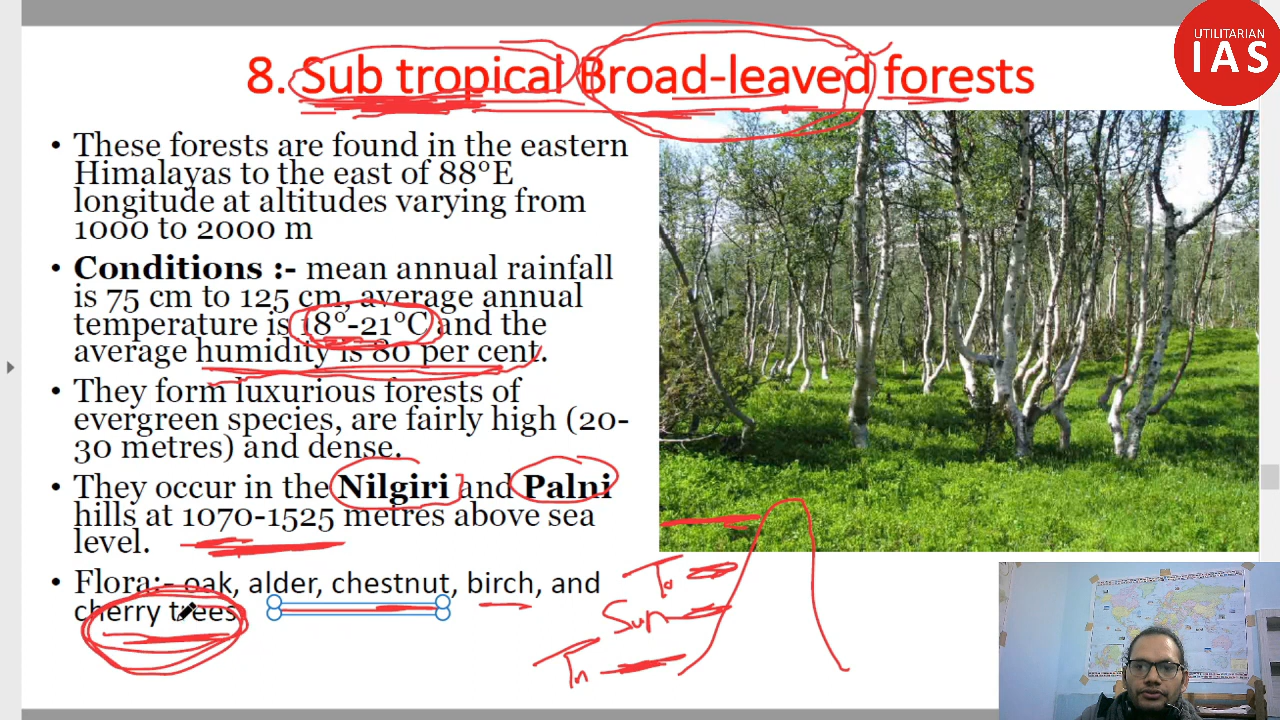 UTILITARIAN
IAS
8. Sub tropical Broad-leaved forests
• These forests are found in the eastern
Himalayas to the east of 88°E
longitude at altitudes varying from
1000 to 2000 m
• Conditions :- mean annual rainfall
is 75 cm to 125 cm, average annual
temperature is 18°-21°C and the
average humidity is 80 per cent.
• They form luxurious forests of
evergreen species, are fairly high (20-
30 metres) and dense.
• They occur in the Nilgiri and Palni
hills at 1070-1525 metres above sea
level.
• Flora:- oak, alder, chestnut, birch, and
cherry trees